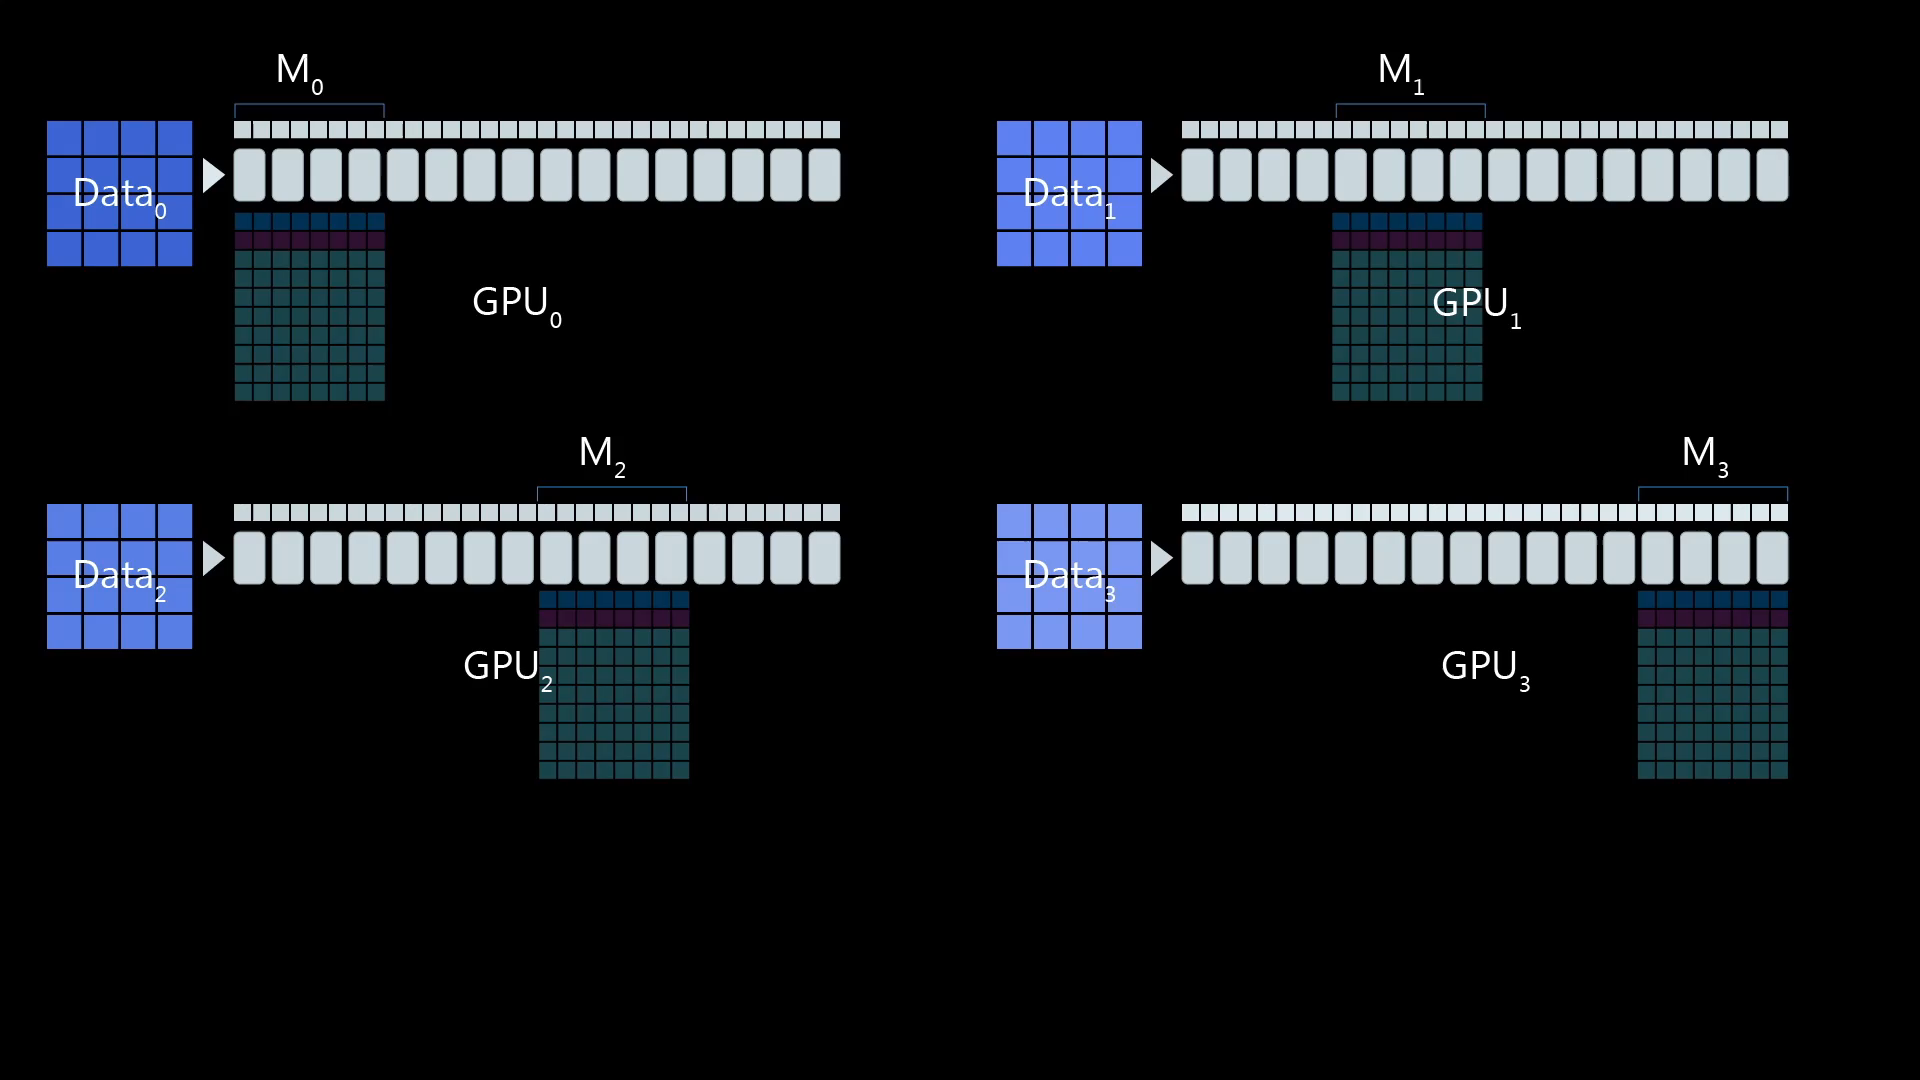 M₀
M₁
Data₀
Data₁
GPU₀
GPU₁
M₂
M₃
Data₂
Data₃
GPU₂
GPU₃